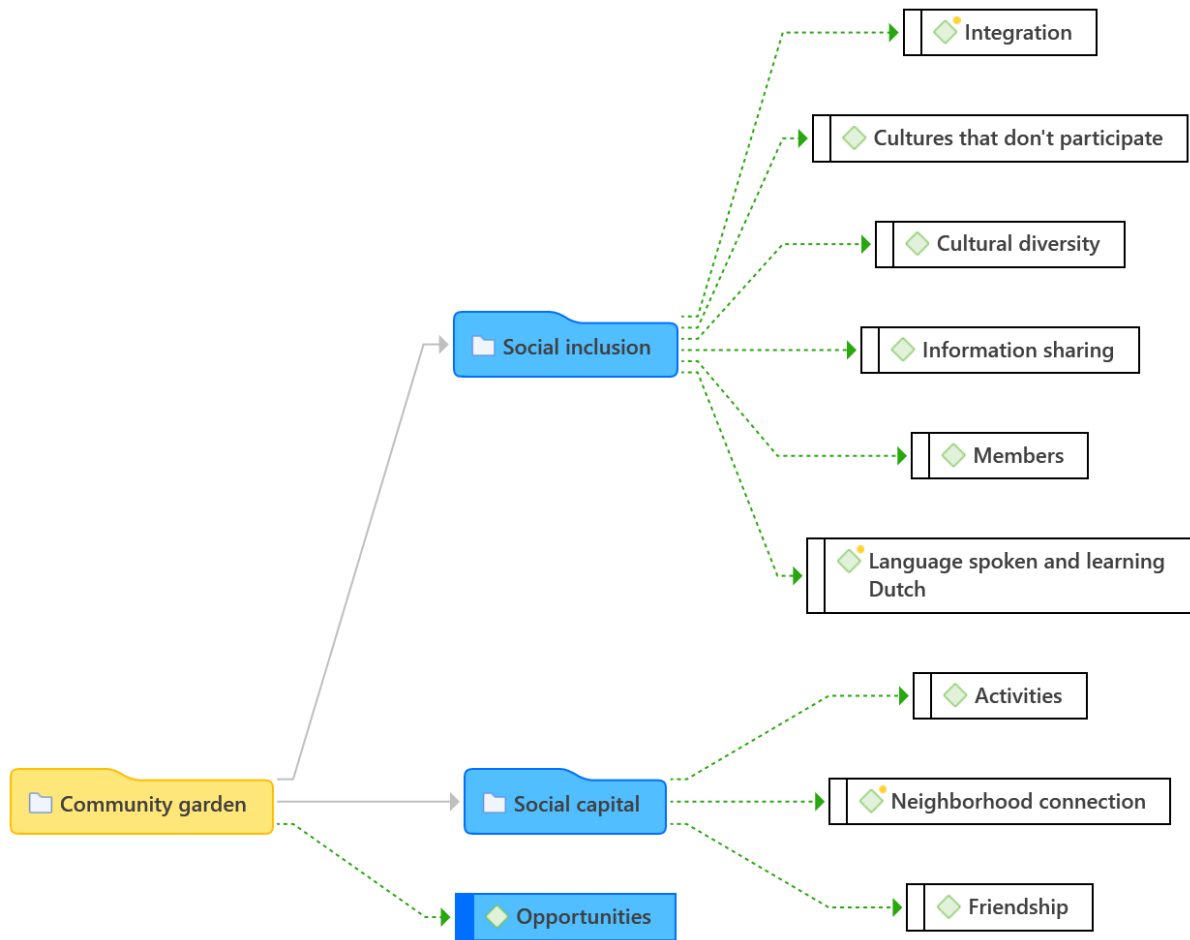 Integration
Cultures that don't participate
Cultural diversity
Social inclusion
Information sharing
Members
Language spoken and learning
Dutch
Activities
Community garden
Social capital
Neighborhood connection
Opportunities
Friendship